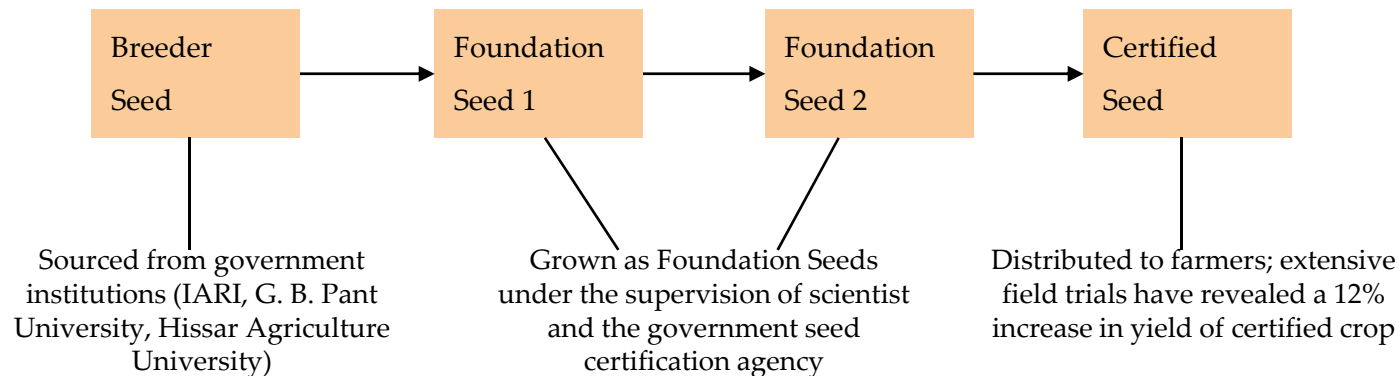 Breeder
Seed
Foundation
Seed 1
Foundation
Seed 2
Certified
Seed
Sourced from government
institutions (IARI, G. B. Pant
University, Hissar Agriculture
University)
Grown as Foundation Seeds
under the supervision of scientist
and the government seed
certification agency
Distributed to farmers; extensive
field trials have revealed a 12%
increase in yield of certified crop